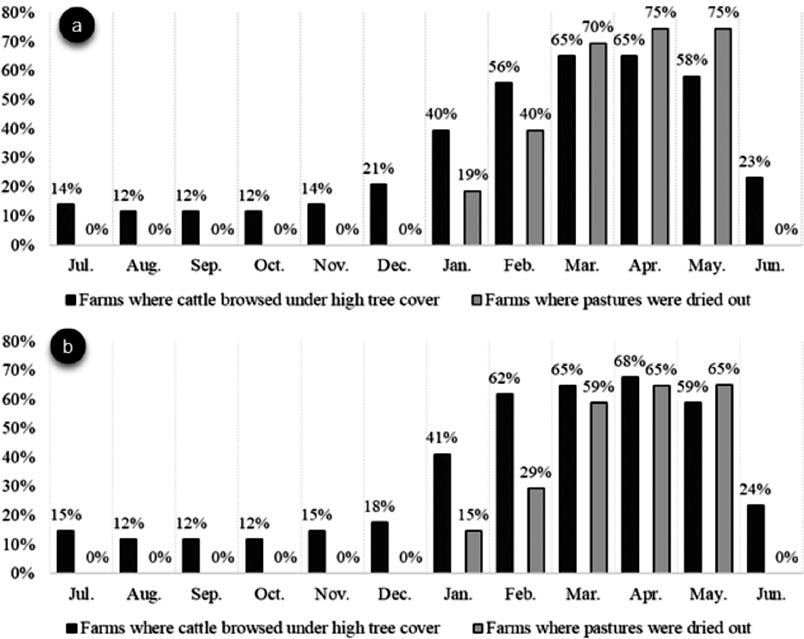 a
80%
70%
60%
50%
40%
30%
20%
10%
0%
14% 0% 12% 0% 12% 0% 12% 0% 14% 0% 21% 0% 40% 19% 56% 40% 65% 70% 65% 75% 58% 75% 23% 0%
Jul. Aug. Sep. Oct. Nov. Dec. Jan. Feb. Mar. Apr. May. Jun.
Farms where cattle browsed under high tree cover Farms where pastures were dried out
b
80%
70%
60%
50%
40%
30%
20%
10%
0%
15% 0% 12% 0% 12% 0% 12% 0% 15% 0% 18% 0% 41% 15% 62% 29% 65% 59% 68% 65% 59% 65% 24% 0%
Jul. Aug. Sep. Oct. Nov. Dec. Jan. Feb. Mar. Apr. May. Jun.
Farms where cattle browsed under high tree cover Farms where pastures were dried out